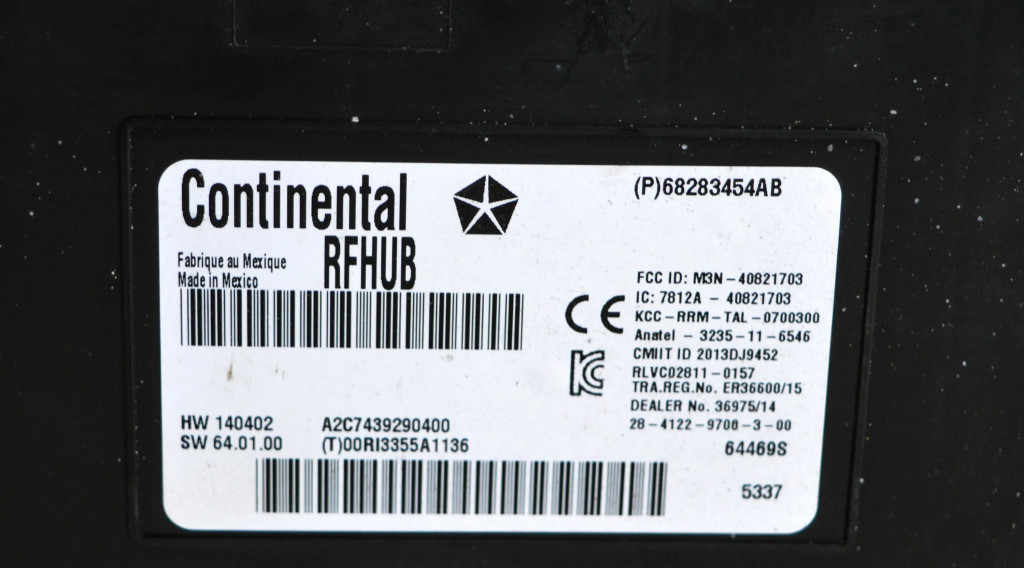 Continental
RFHUB
(P)68283454AB
Fabrique au Mexique
Made in Mexico
FCC ID: M3N-40821703
IC: 7812A - 40821703
KCC-RRM-TAL-0700300
Anatel - 3235-11-6546
CMIIT ID 2013DJ9452
RLVC02811-0157
TRA.REG.No. ER36600/15
DEALER No. 36975/14
28-4122-9708-3-00
CE
KC
HW 140402 A2C7439290400
SW 64.01.00 (T)00RI3355A1136
64469S
5337